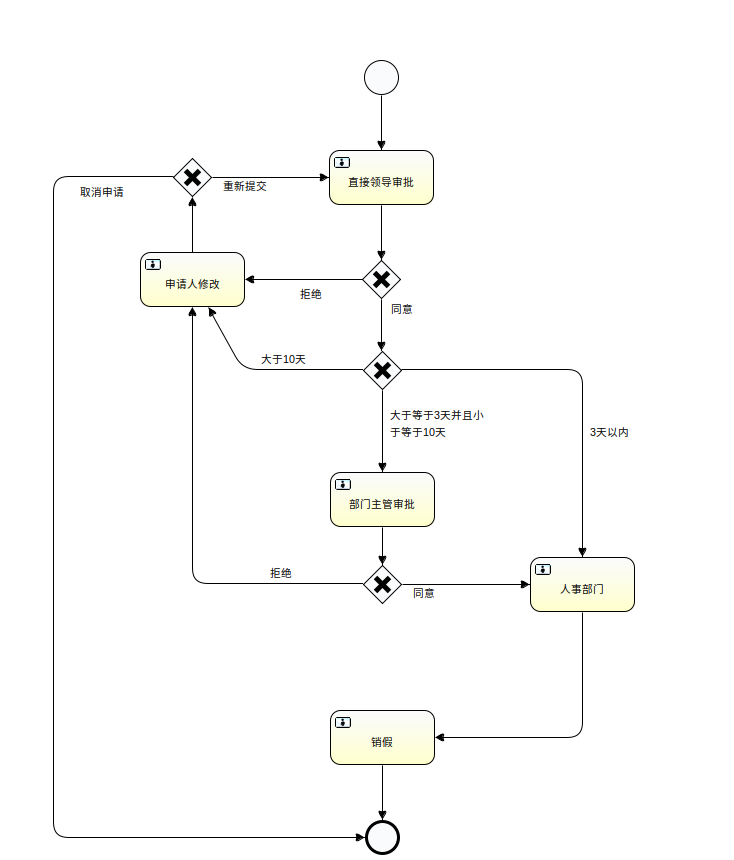 重新提交
取消申请
直接领导审批
申请人修改
拒绝
同意
大于10天
大于等于3天并且小
于等于10天
3天以内
部门主管审批
拒绝
同意
人事部门
销假